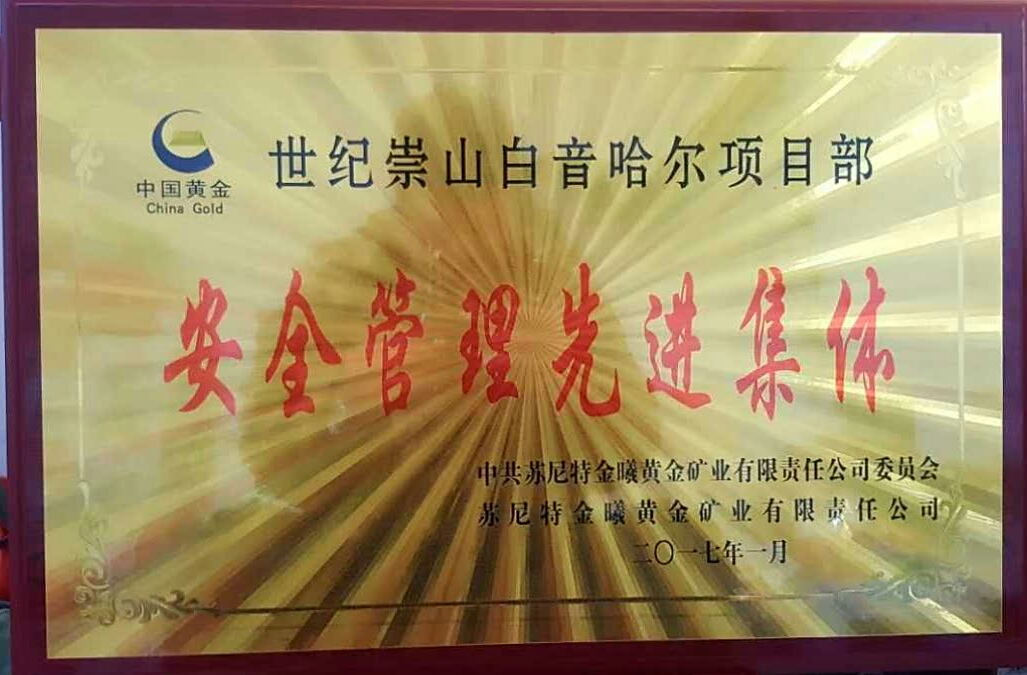 中国黄金
China Gold
世纪崇山白音哈尔项目部
安全管理先进集体
中共苏尼特金曦黄金矿业有限责任公司委员会
苏尼特金曦黄金矿业有限责任公司
二〇一七年一月